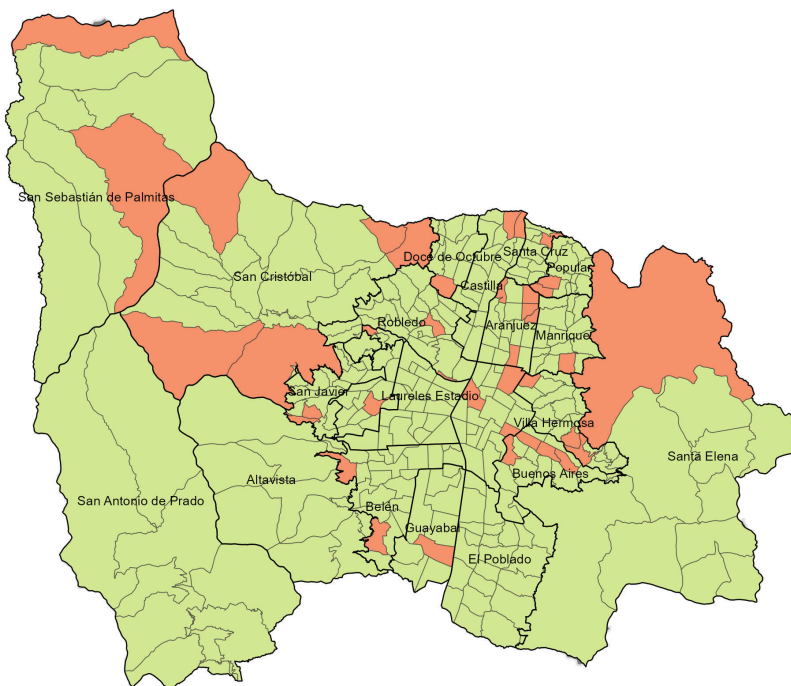 San Sebastián de Palmitas
Doce de Octubre
Santa Cruz
Popular
San Cristóbal
Castilla
Robledo
Aranjuez
Manrique
San Javier
Laureles Estadio
Villa Hermosa
Santa Elena
Buenos Aires
Altavista
San Antonio de Prado
Belén
Guayabal
El Poblado